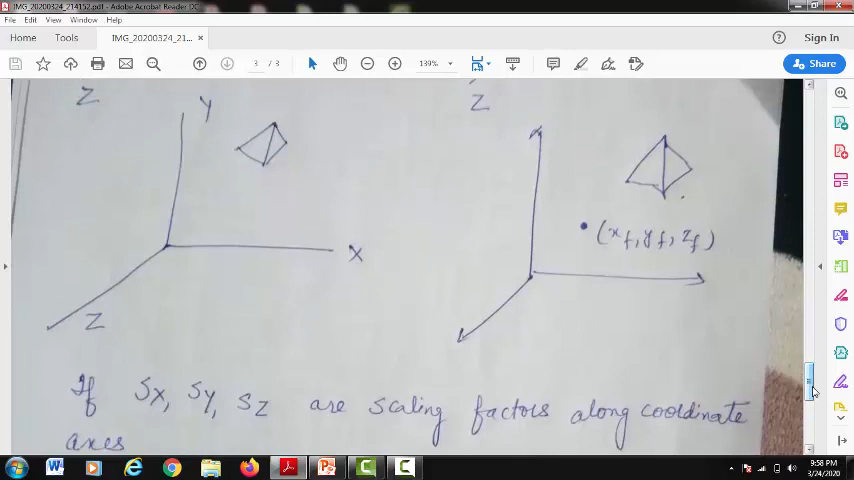 IMG_20200324_214152.pdf - Adobe Acrobat Reader DC
File Edit View Window Help
Home Tools IMG_20200324_21... × Sign In
3 / 3 139% Share
Z Z
Y
(xf, yf, zf)
X
Z
If Sx, Sy, Sz are scaling factors along coordinate
axes
9:58 PM
3/24/2020